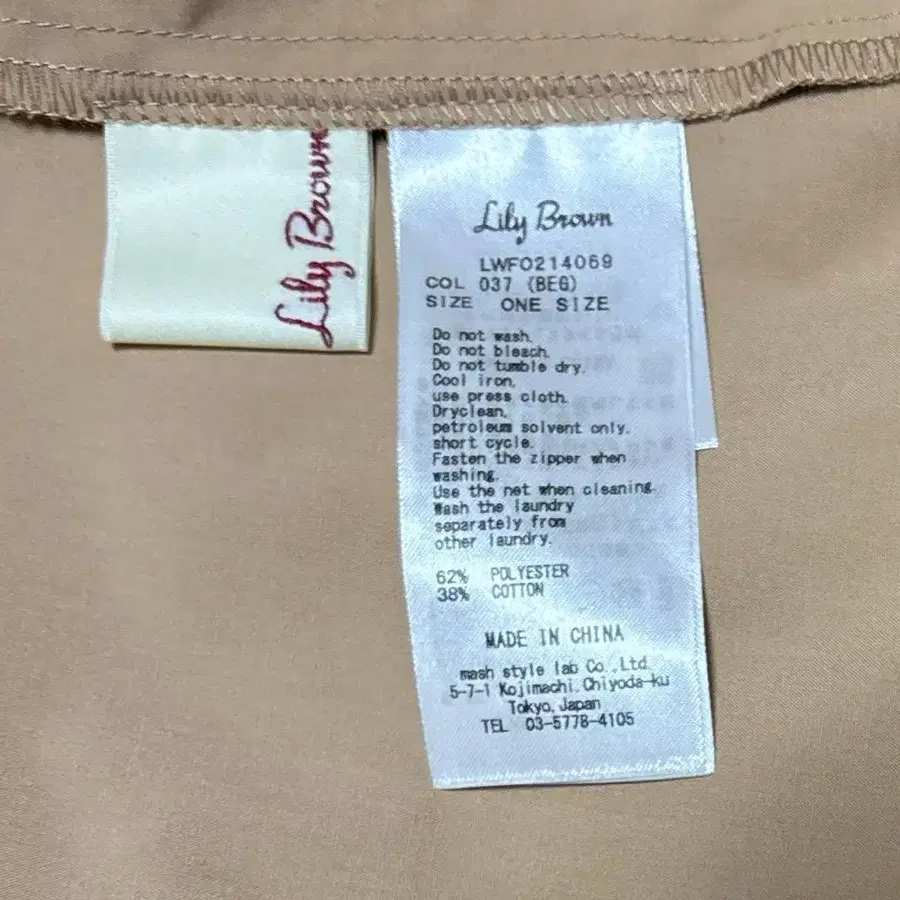 Lily Brown
Lily Brown
LWFO214069
COL 037 (BEG)
SIZE ONE SIZE
Do not wash.
Do not bleach.
Do not tumble dry.
Cool iron,
use press cloth.
Dryclean,
petroleum solvent only.
short cycle.
Fasten the zipper when
washing.
Use the net when cleaning.
Wash the laundry
separately from
other laundry.
62% POLYESTER
38% COTTON
MADE IN CHINA
mash style lab Co.,Ltd.
5-7-1 Kojimachi,Chiyoda-ku
Tokyo,Japan
TEL 03-5778-4105